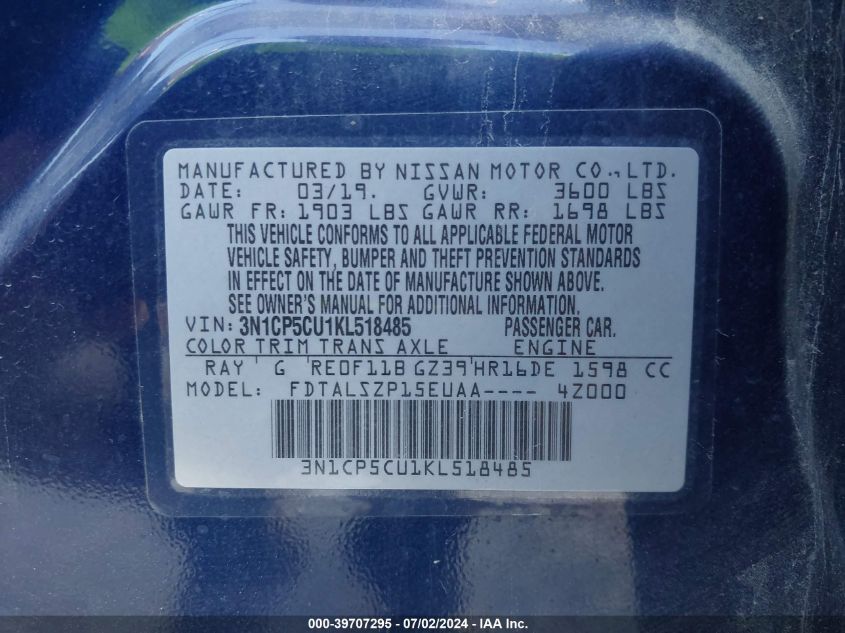 MANUFACTURED BY NISSAN MOTOR CO., LTD.
DATE: 03/19. GVWR: 3600 LBS
GAWR FR: 1903 LBS GAWR RR: 1698 LBS
THIS VEHICLE CONFORMS TO ALL APPLICABLE FEDERAL MOTOR
VEHICLE SAFETY, BUMPER AND THEFT PREVENTION STANDARDS
IN EFFECT ON THE DATE OF MANUFACTURE SHOWN ABOVE.
SEE OWNER'S MANUAL FOR ADDITIONAL INFORMATION.
VIN: 3N1CP5CU1KL518485 PASSENGER CAR.
COLOR TRIM TRANS AXLE ENGINE
RAY G RE0F11B GZ39 HR16DE 1598 CC
MODEL: FDTALSZP15EUAA---- 4Z000
3N1CP5CU1KL518485
000-39707295 - 07/02/2024 - IAA, Inc.